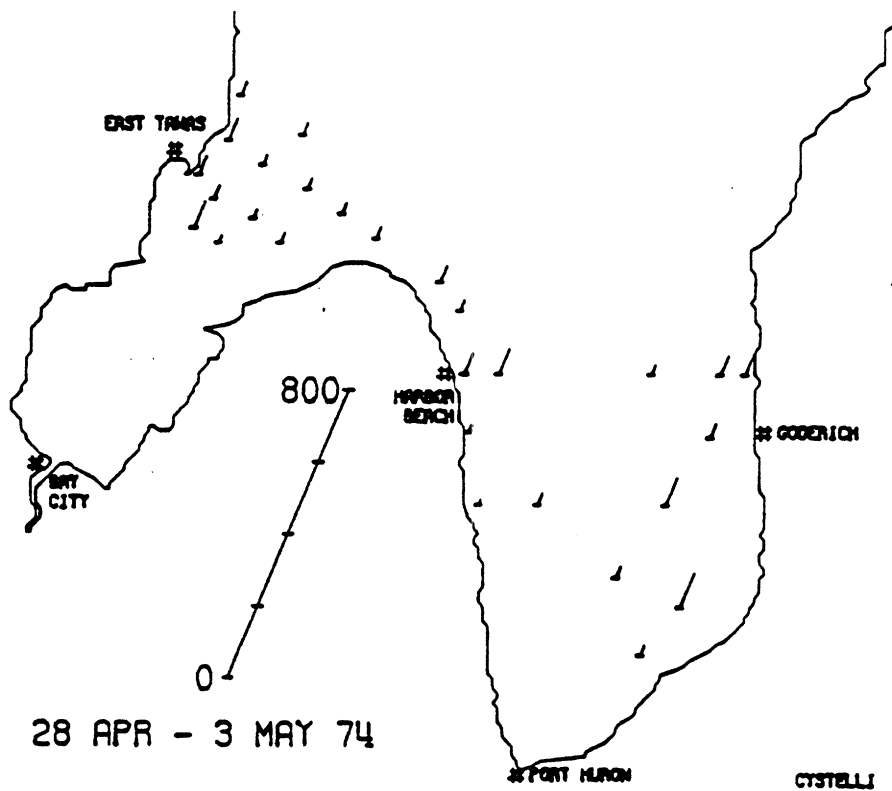 EAST TAWAS
800
HARBOR
BEACH
GODERICH
BAY
CITY
0
28 APR - 3 MAY 74
PORT HURON
CYSTELLI